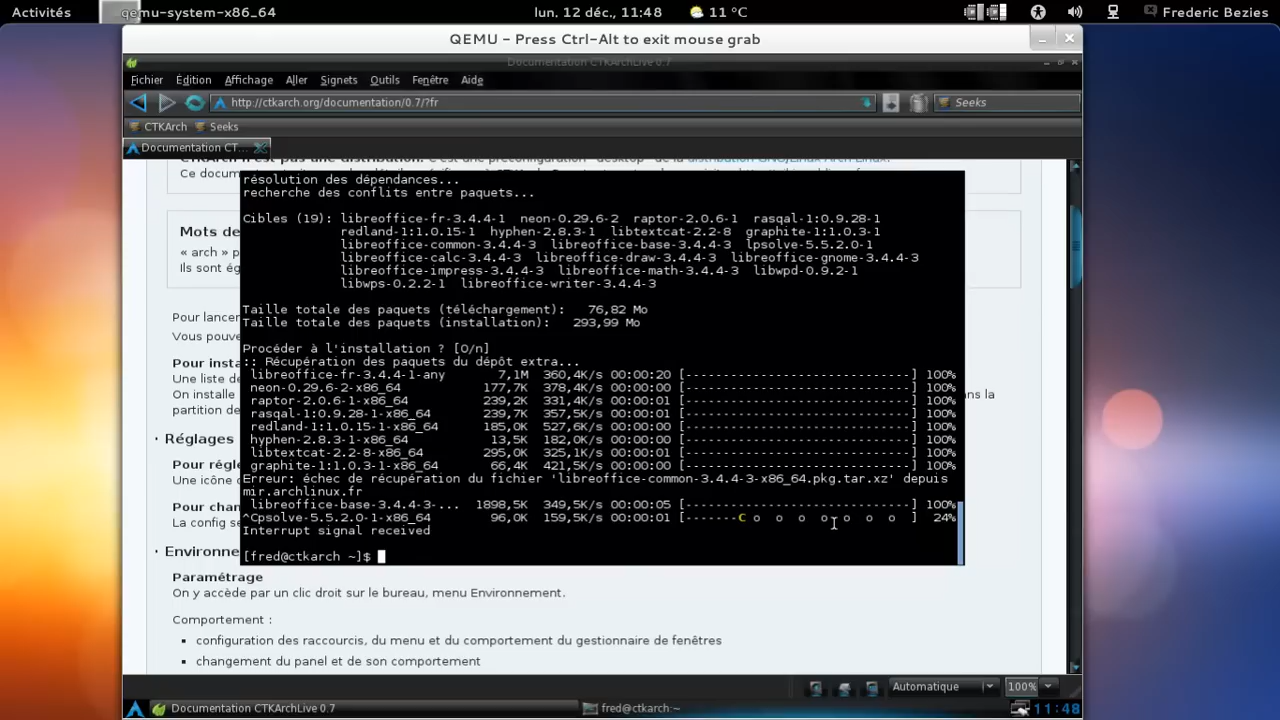 Activités
qemu-system-x86_64
lun. 12 déc., 11:48
11 °C
Frederic Bezies
QEMU - Press Ctrl-Alt to exit mouse grab
Documentation CTKArchLive 0.7
Fichier Édition Affichage Aller Signets Outils Fenêtre Aide
http://ctkarch.org/documentation/0.7/?fr
Seeks
CTKArch Seeks
Documentation CT...
Ce docum
Mots de
« arch » p
Ils sont ég
Pour lancer
Vous pouve
Pour insta
Une liste de
On installe
dans la
partition de
Réglages
Pour régle
Une icône
Pour chan
La config se
Environne
Paramétrage
On y accède par un clic droit sur le bureau, menu Environnement.
Comportement :
configuration des raccourcis, du menu et du comportement du gestionnaire de fenêtres
changement du panel et de son comportement
résolution des dépendances...
recherche des conflits entre paquets...
Cibles (19): libreoffice-fr-3.4.4-1 neon-0.29.6-2 raptor-2.0.6-1 rasqal-1:0.9.28-1
redland-1:1.0.15-1 hyphen-2.8.3-1 libtextcat-2.2-8 graphite-1:1.0.3-1
libreoffice-common-3.4.4-3 libreoffice-base-3.4.4-3 lpsolve-5.5.2.0-1
libreoffice-calc-3.4.4-3 libreoffice-draw-3.4.4-3 libreoffice-gnome-3.4.4-3
libreoffice-impress-3.4.4-3 libreoffice-math-3.4.4-3 libwpd-0.9.2-1
libwps-0.2.2-1 libreoffice-writer-3.4.4-3
Taille totale des paquets (téléchargement): 76,82 Mo
Taille totale des paquets (installation): 293,99 Mo
Procéder à l'installation ? [O/n]
:: Récupération des paquets du dépôt extra...
libreoffice-fr-3.4.4-1-any 7,1M 360,4K/s 00:00:20 [------------------------------] 100%
neon-0.29.6-2-x86_64 177,7K 378,4K/s 00:00:00 [------------------------------] 100%
raptor-2.0.6-1-x86_64 239,2K 331,4K/s 00:00:01 [------------------------------] 100%
rasqal-1:0.9.28-1-x86_64 239,7K 357,5K/s 00:00:01 [------------------------------] 100%
redland-1:1.0.15-1-x86_64 185,0K 527,6K/s 00:00:00 [------------------------------] 100%
hyphen-2.8.3-1-x86_64 13,5K 182,0K/s 00:00:00 [------------------------------] 100%
libtextcat-2.2-8-x86_64 295,0K 325,1K/s 00:00:01 [------------------------------] 100%
graphite-1:1.0.3-1-x86_64 66,4K 421,5K/s 00:00:00 [------------------------------] 100%
Erreur: échec de récupération du fichier 'libreoffice-common-3.4.4-3-x86_64.pkg.tar.xz' depuis
mir.archlinux.fr
libreoffice-base-3.4.4-3-... 1898,5K 349,5K/s 00:00:05 [------------------------------] 100%
^Cpsolve-5.5.2.0-1-x86_64 96,0K 159,5K/s 00:00:01 [-------C o o o o o o o ] 24%
Interrupt signal received
[fred@ctkarch ~]$
Automatique
100%
Documentation CTKArchLive 0.7
fred@ctkarch:~
11:48